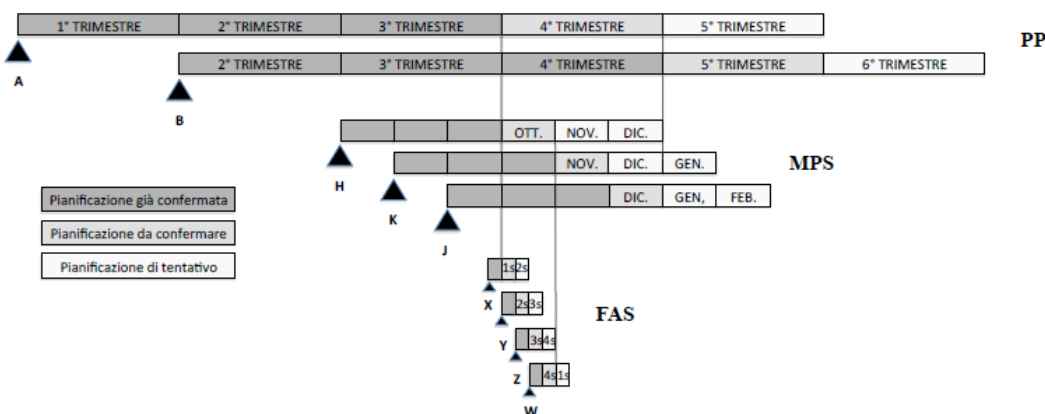 1° TRIMESTRE 2° TRIMESTRE 3° TRIMESTRE 4° TRIMESTRE 5° TRIMESTRE
PP
A
2° TRIMESTRE 3° TRIMESTRE 4° TRIMESTRE 5° TRIMESTRE 6° TRIMESTRE
B
OTT. NOV. DIC.
H
NOV. DIC. GEN.
MPS
K
DIC. GEN, FEB.
J
Pianificazione già confermata
Pianificazione da confermare
Pianificazione di tentativo
1s 2s
X
2s 3s
FAS
Y
3s 4s
Z
4s 1s
W